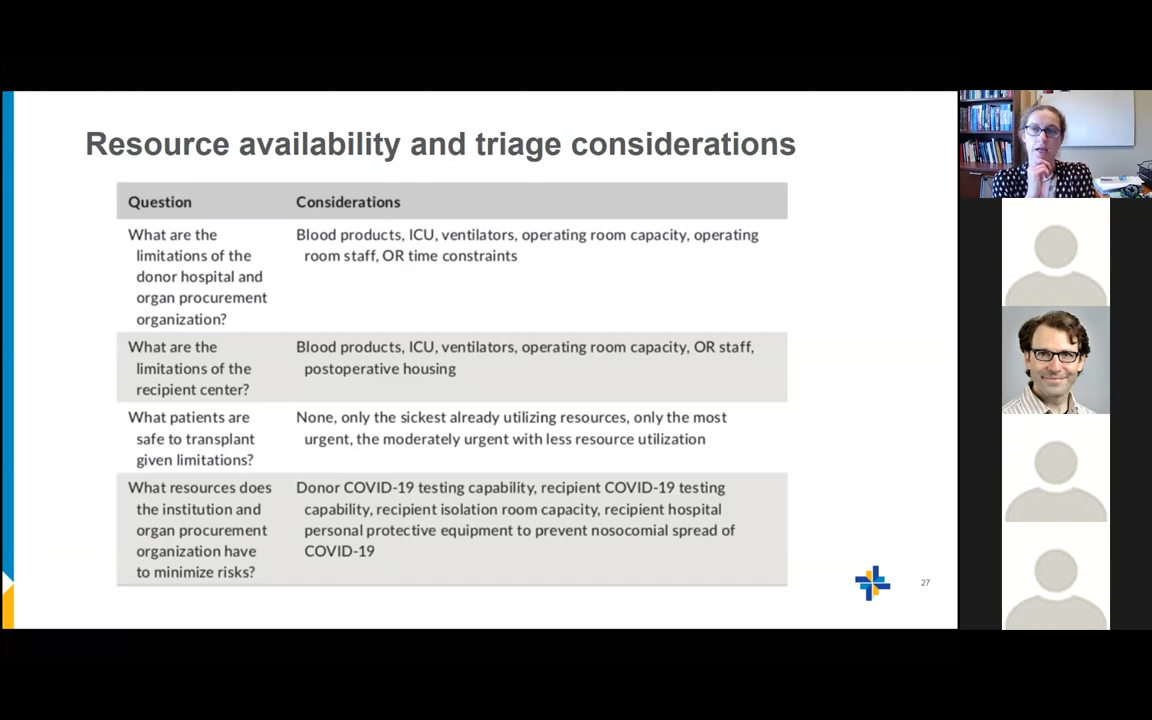 Resource availability and triage considerations
Question
Considerations
What are the
limitations of the
donor hospital and
organ procurement
organization?
Blood products, ICU, ventilators, operating room capacity, operating
room staff, OR time constraints
What are the
limitations of the
recipient center?
Blood products, ICU, ventilators, operating room capacity, OR staff,
postoperative housing
What patients are
safe to transplant
given limitations?
None, only the sickest already utilizing resources, only the most
urgent, the moderately urgent with less resource utilization
What resources does
the institution and
organ procurement
organization have
to minimize risks?
Donor COVID-19 testing capability, recipient COVID-19 testing
capability, recipient isolation room capacity, recipient hospital
personal protective equipment to prevent nosocomial spread of
COVID-19
27